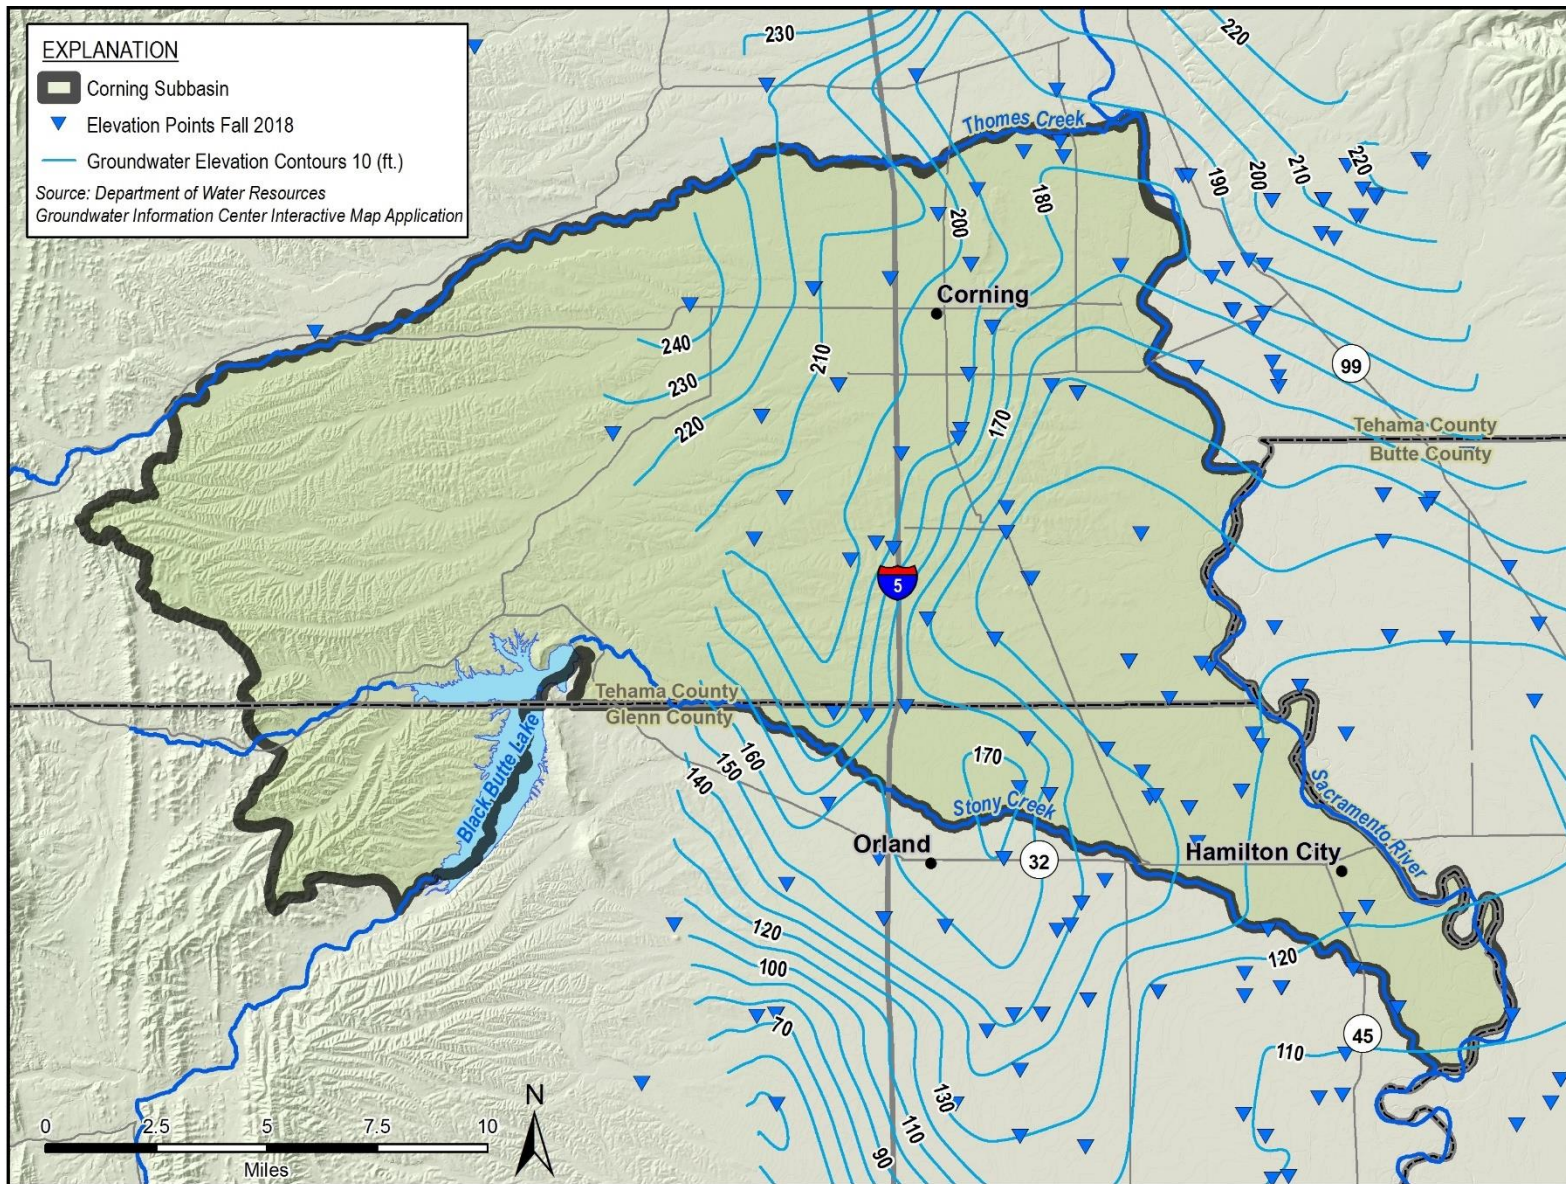 EXPLANATION
Corning Subbasin
Elevation Points Fall 2018
Groundwater Elevation Contours 10 (ft.)
Source: Department of Water Resources
Groundwater Information Center Interactive Map Application
230
220
Thomes Creek
220
190
200
210
180
200
Corning
240
210
99
230
220
170
Tehama County
Butte County
5
Tehama County
Glenn County
Black Butte Lake
160
150
140
170
Stony Creek
Sacramento River
Orland
32
Hamilton City
120
100
120
70
45
110
130
110
90
0 2.5 5 7.5 10
Miles
N